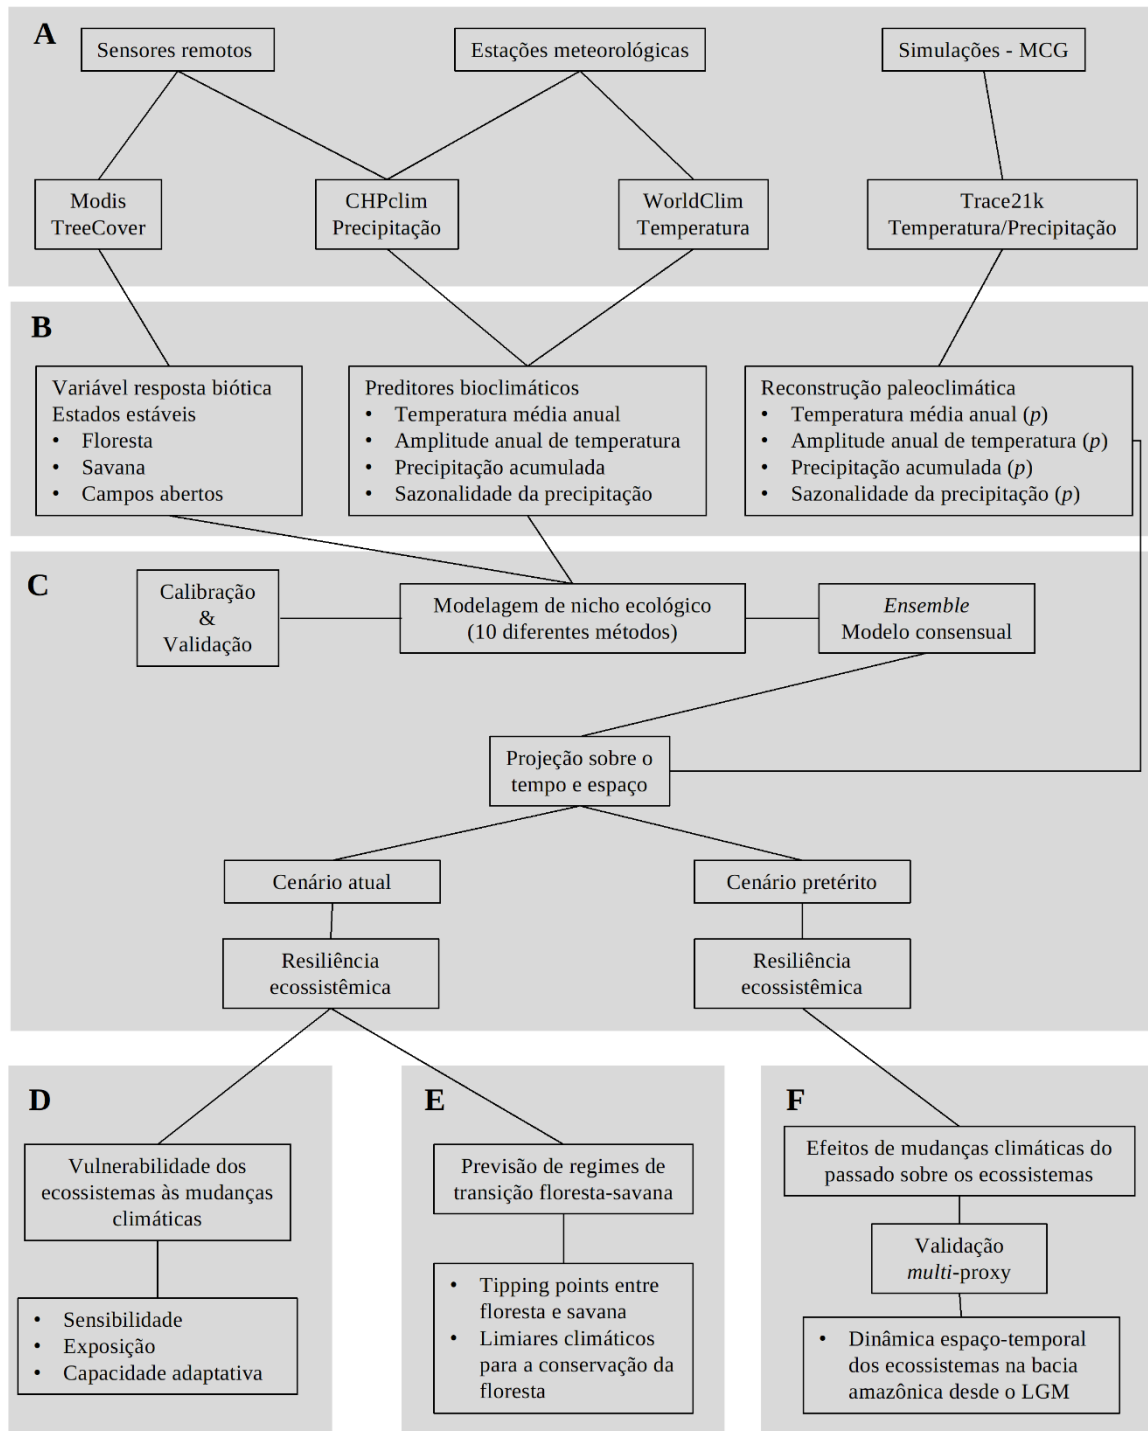 A
Sensores remotos
Estações meteorológicas
Simulações - MCG
Modis
TreeCover
CHPclim
Precipitação
WorldClim
Temperatura
Trace21k
Temperatura/Precipitação
B
Variável resposta biótica
Estados estáveis
• Floresta
• Savana
• Campos abertos
Preditores bioclimáticos
• Temperatura média anual
• Amplitude anual de temperatura
• Precipitação acumulada
• Sazonalidade da precipitação
Reconstrução paleoclimática
• Temperatura média anual (p)
• Amplitude anual de temperatura (p)
• Precipitação acumulada (p)
• Sazonalidade da precipitação (p)
C
Calibração
&
Validação
Modelagem de nicho ecológico
(10 diferentes métodos)
Ensemble
Modelo consensual
Projeção sobre o
tempo e espaço
Cenário atual
Cenário pretérito
Resiliência
ecossistêmica
Resiliência
ecossistêmica
D
Vulnerabilidade dos
ecossistemas às mudanças
climáticas
• Sensibilidade
• Exposição
• Capacidade adaptativa
E
Previsão de regimes de
transição floresta-savana
• Tipping points entre
floresta e savana
• Limiares climáticos
para a conservação da
floresta
F
Efeitos de mudanças climáticas do
passado sobre os ecossistemas
Validação
multi-proxy
• Dinâmica espaço-temporal
dos ecossistemas na bacia
amazônica desde o LGM